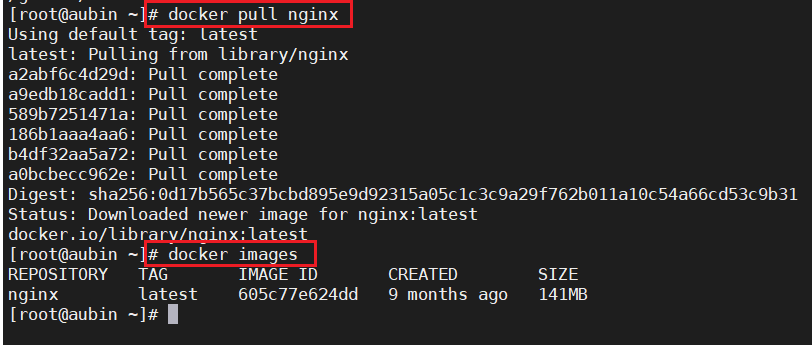 [root@aubin ~]# docker pull nginx
Using default tag: latest
latest: Pulling from library/nginx
a2abf6c4d29d: Pull complete
a9edb18cadd1: Pull complete
589b7251471a: Pull complete
186b1aaa4aa6: Pull complete
b4df32aa5a72: Pull complete
a0bcbecc962e: Pull complete
Digest: sha256:0d17b565c37bcbd895e9d92315a05c1c3c9a29f762b011a10c54a66cd53c9b31
Status: Downloaded newer image for nginx:latest
docker.io/library/nginx:latest
[root@aubin ~]# docker images
REPOSITORY   TAG       IMAGE ID       CREATED        SIZE
nginx        latest    605c77e624dd   9 months ago   141MB
[root@aubin ~]#